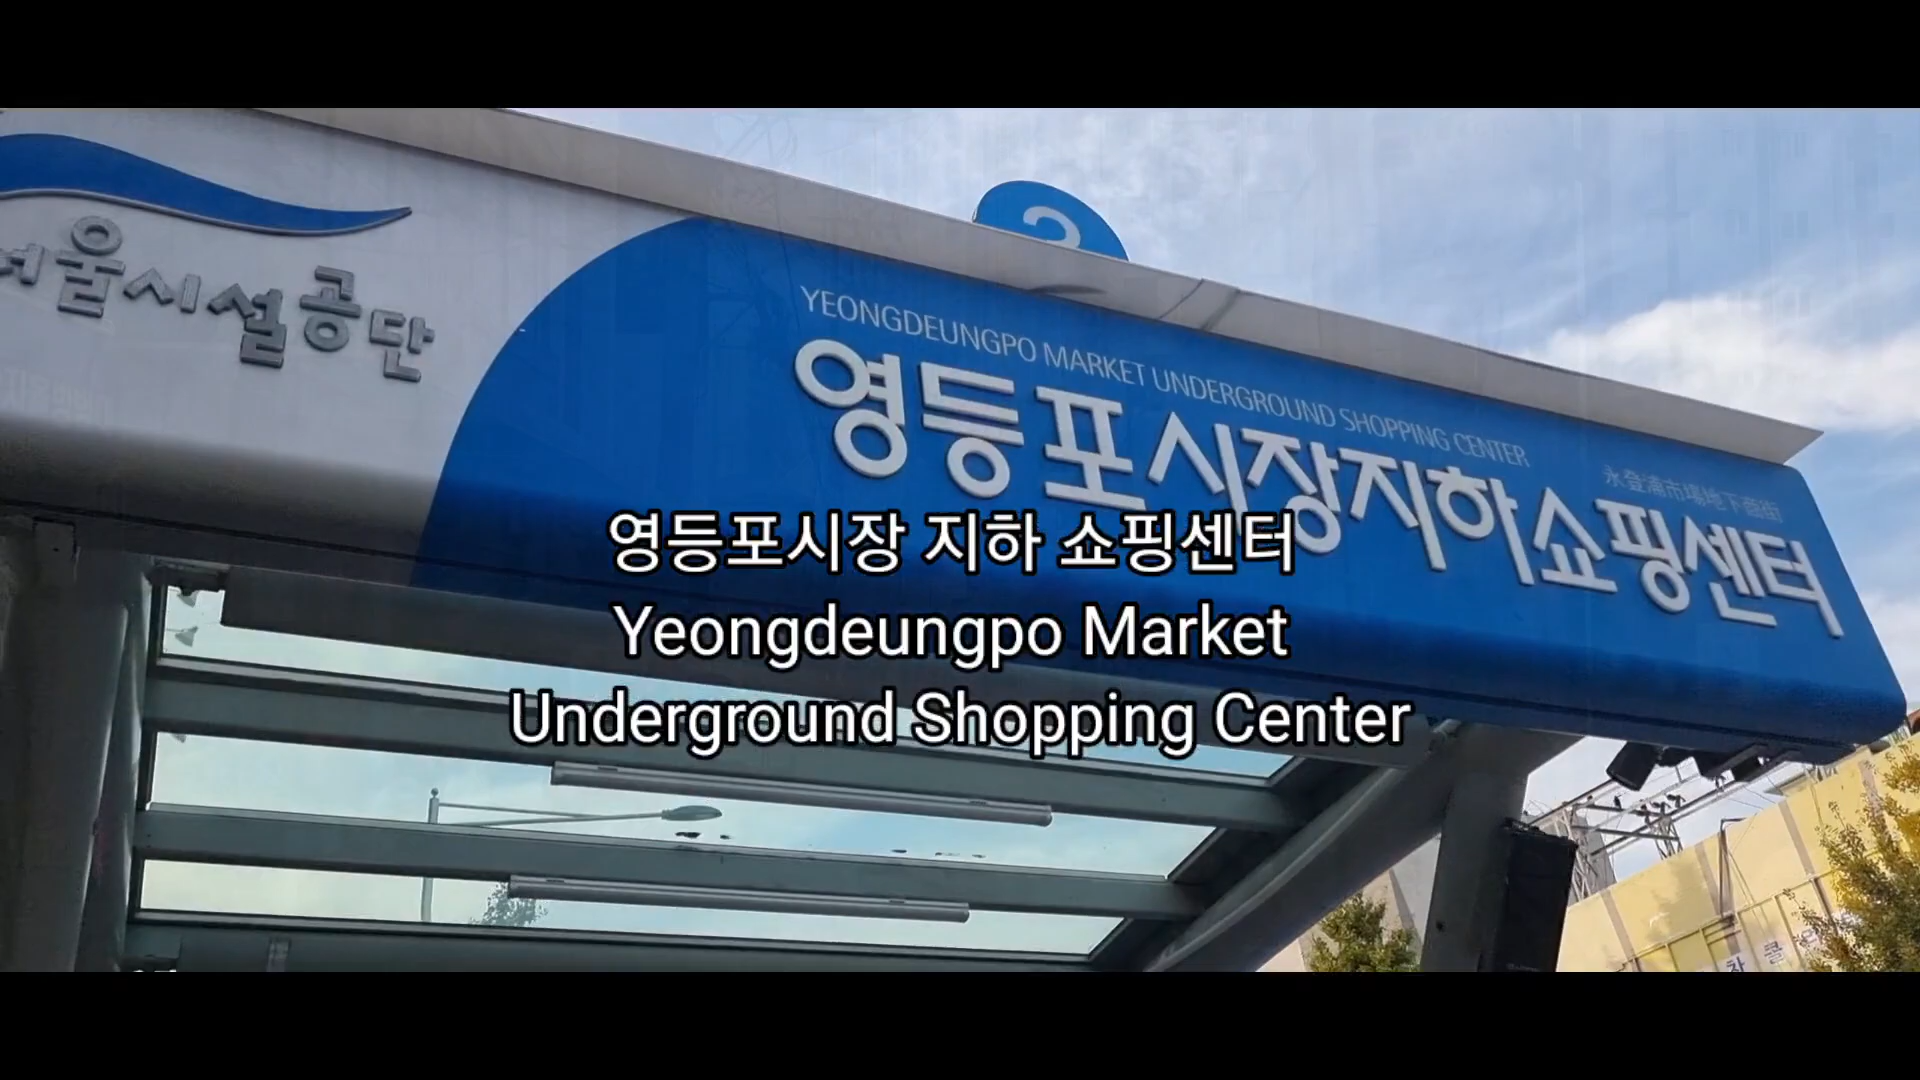 서울시설공단
2
YEONGDEUNGPO MARKET UNDERGROUND SHOPPING CENTER
영등포시장지하쇼핑센터
永登浦市場地下商街
영등포시장 지하 쇼핑센터
Yeongdeungpo Market
Underground Shopping Center